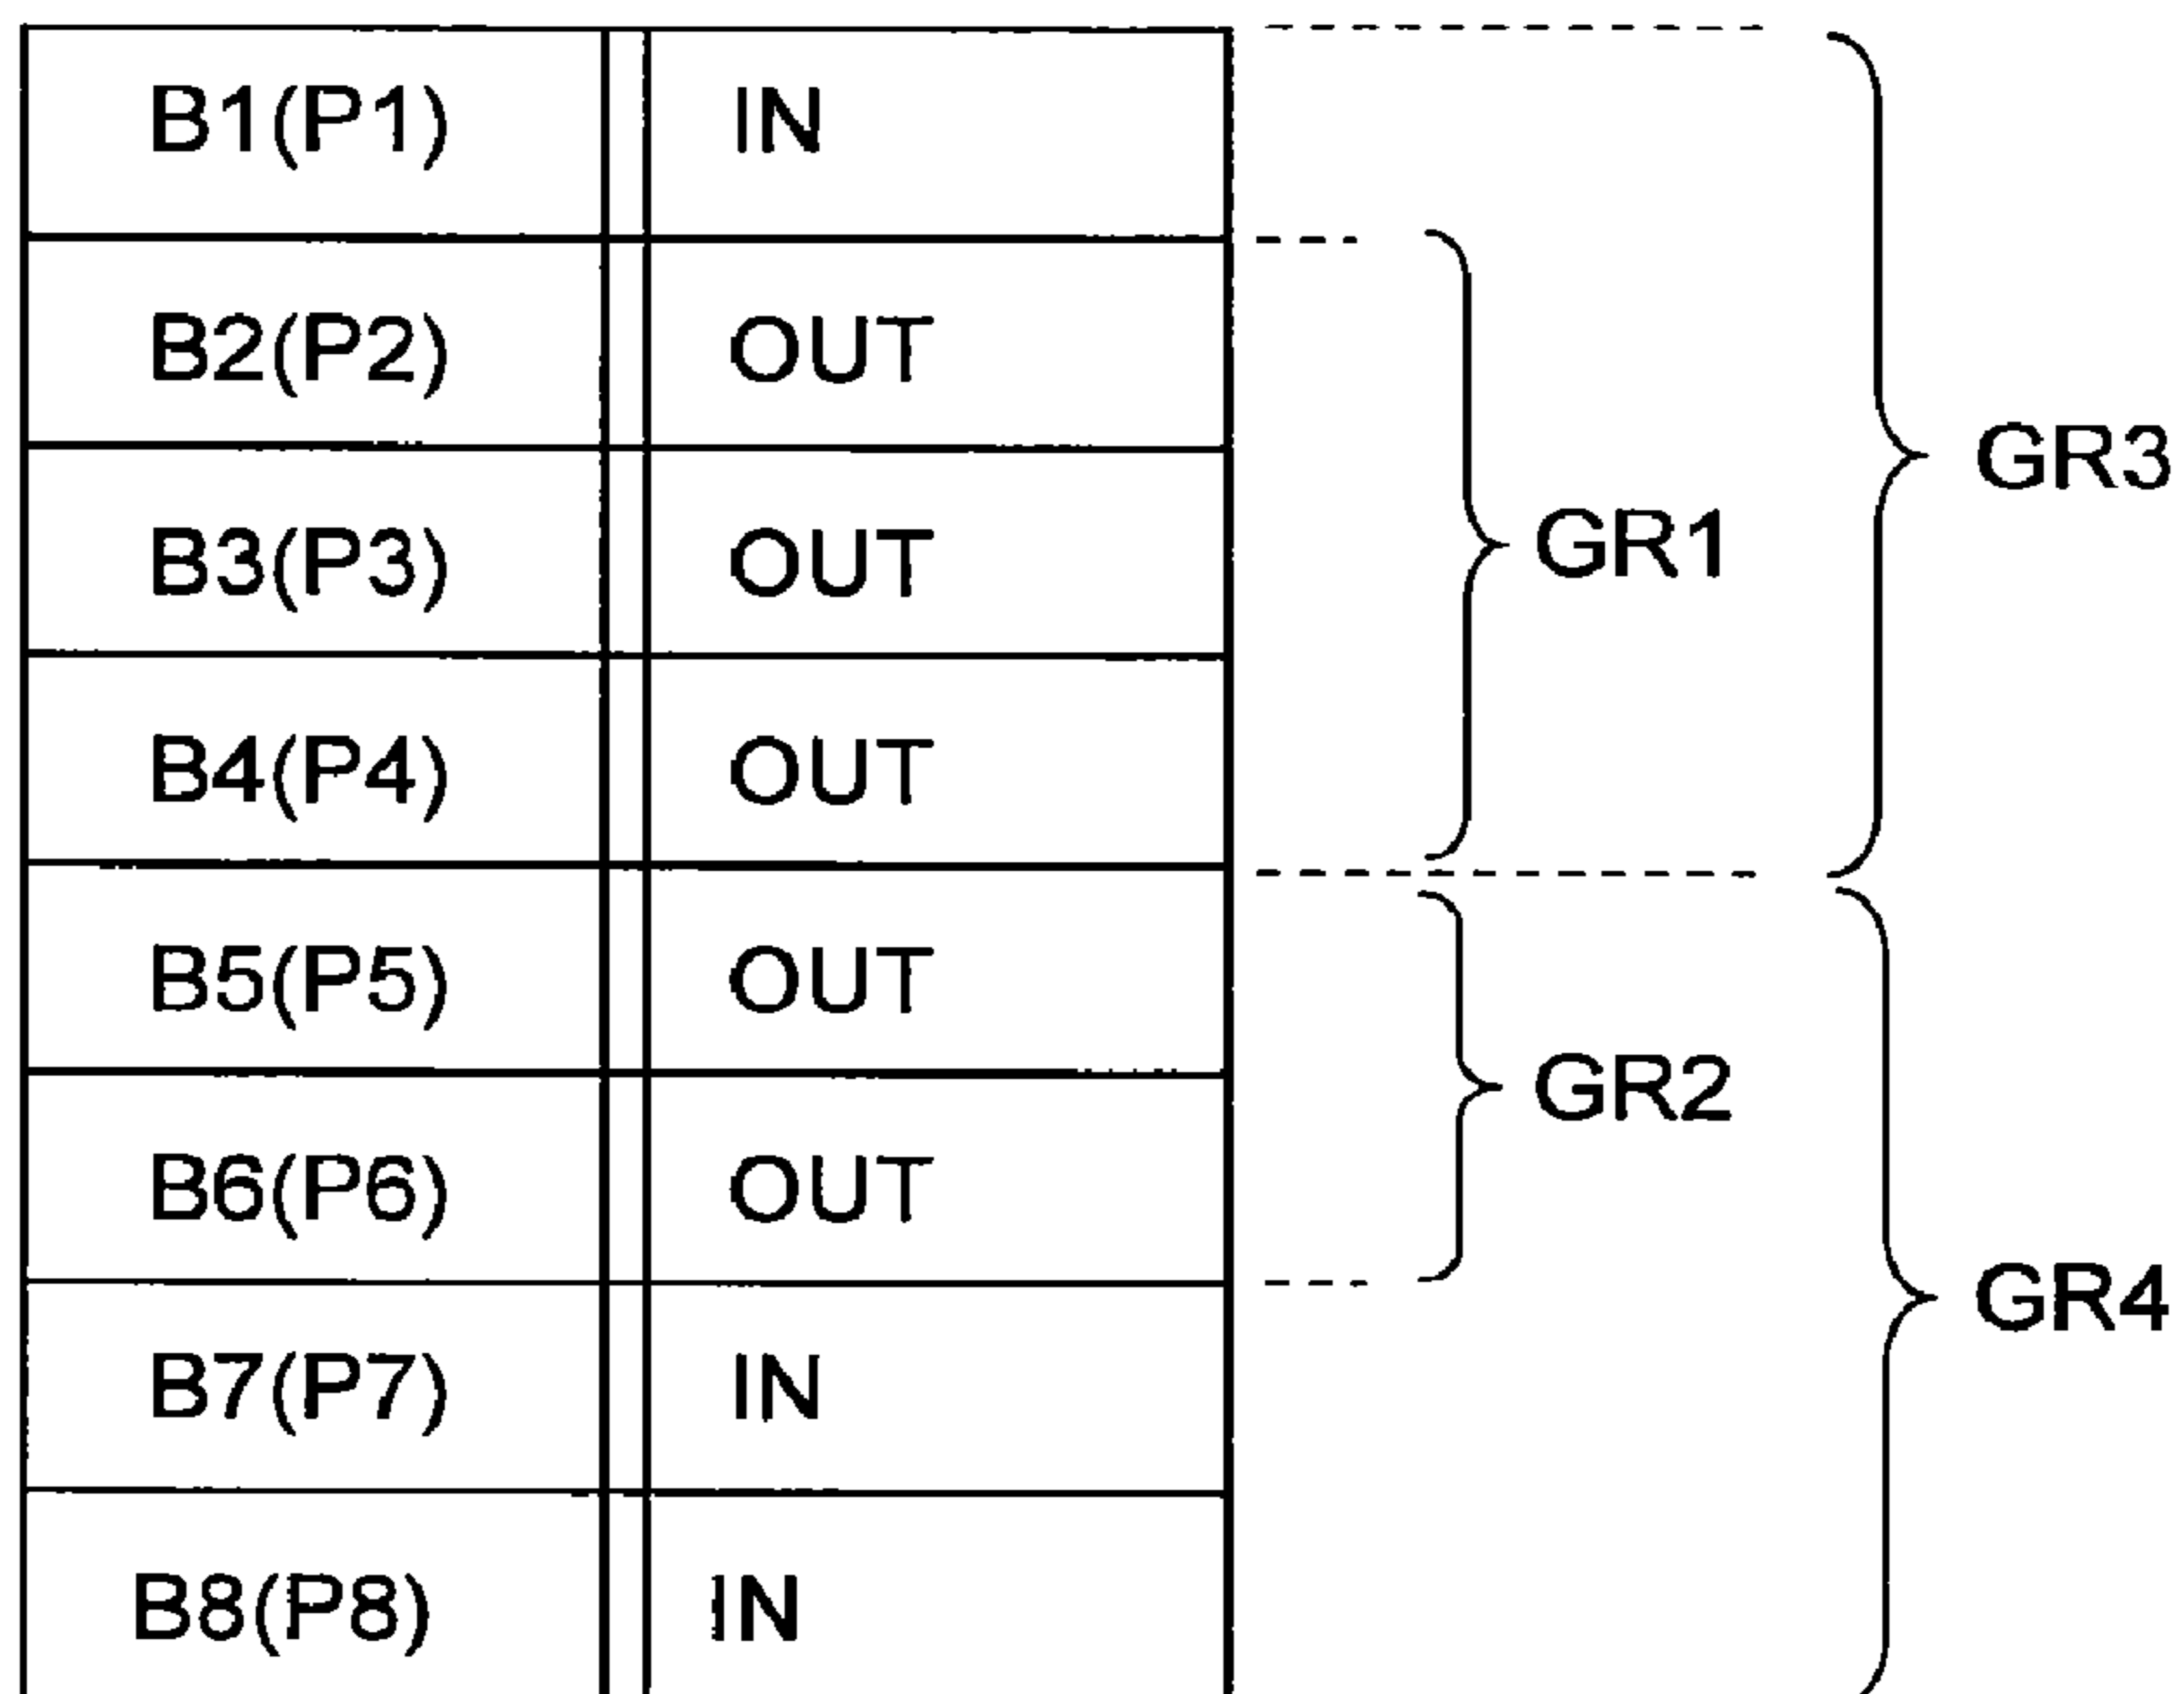 B1(P1) IN
B2(P2) OUT
GR3
B3(P3) OUT
GR1
B4(P4) OUT
B5(P5) OUT
GR2
B6(P6) OUT
GR4
B7(P7) IN
B8(P8) IN